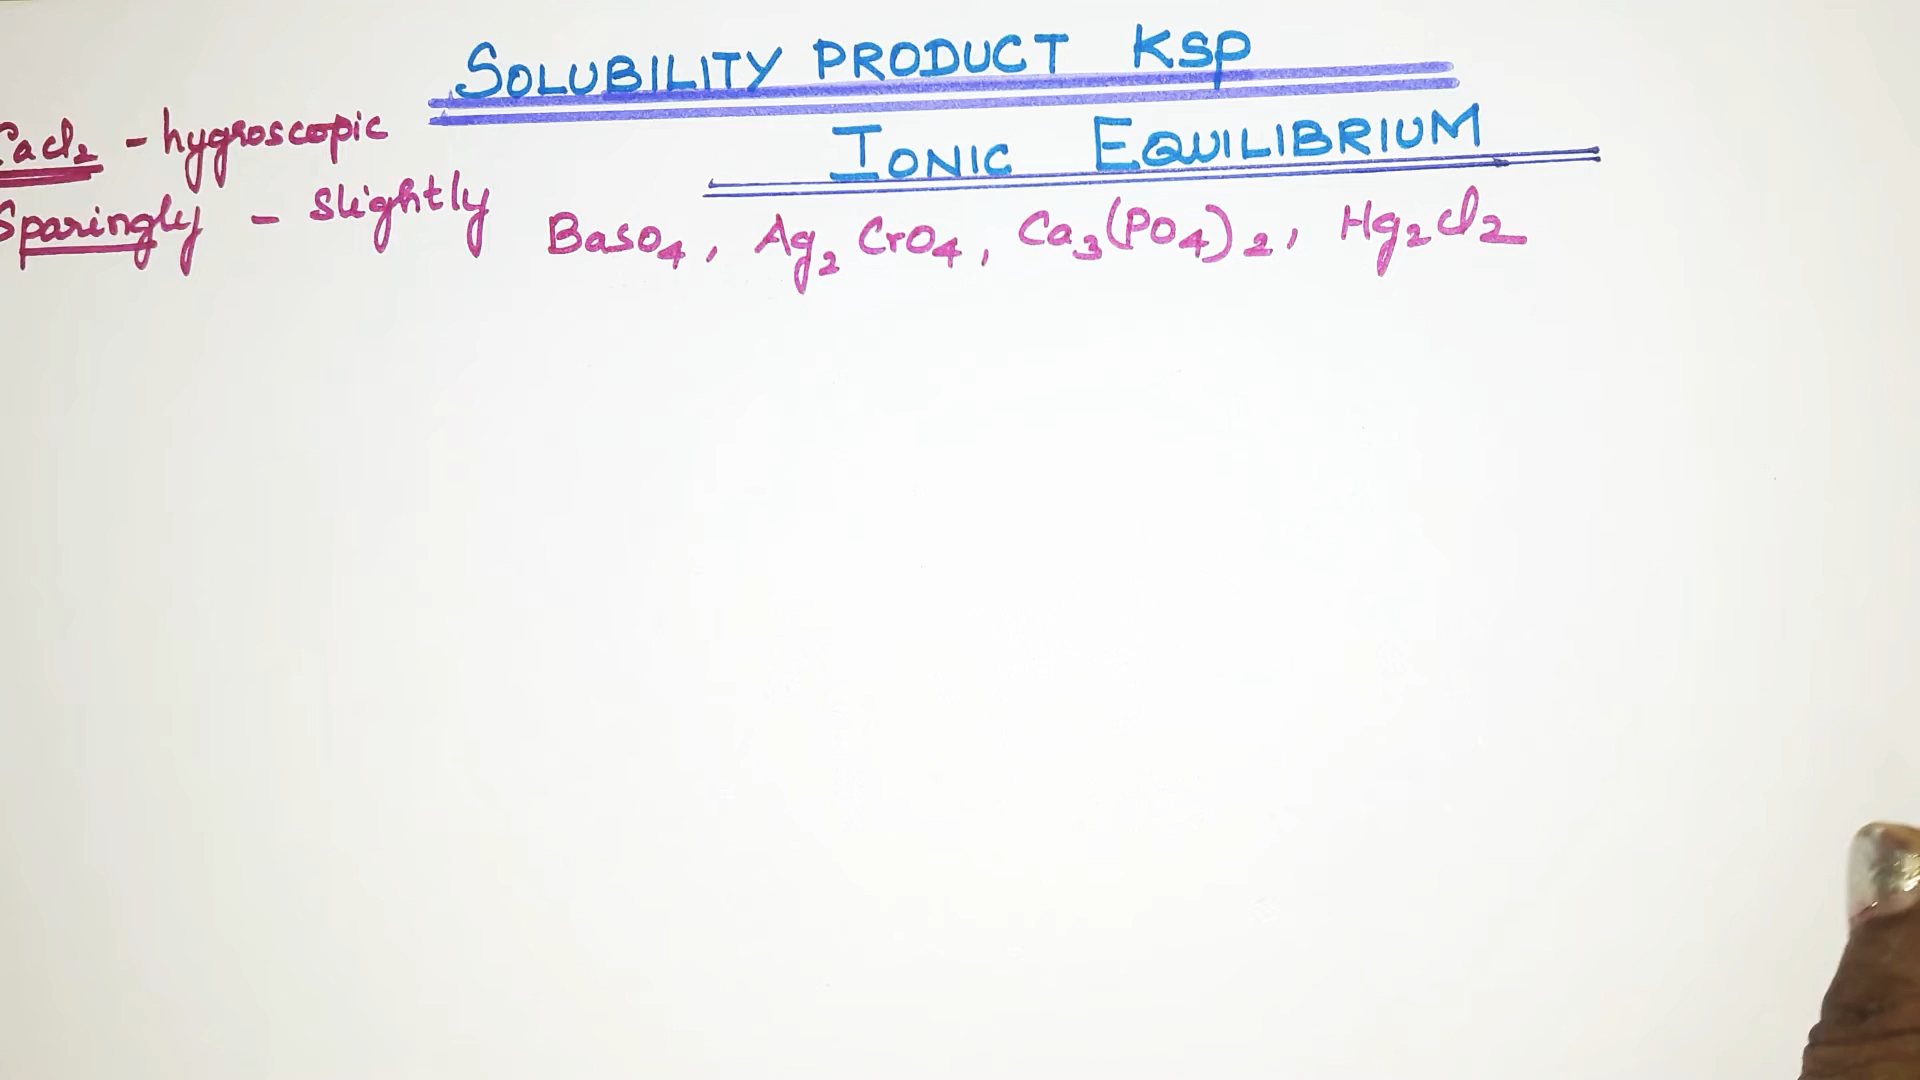 SOLUBILITY PRODUCT KSP
IONIC EQUILIBRIUM
CaCl2 - hygroscopic
Sparingly - slightly
BaSO4, Ag2CrO4, Ca3(PO4)2, Hg2Cl2